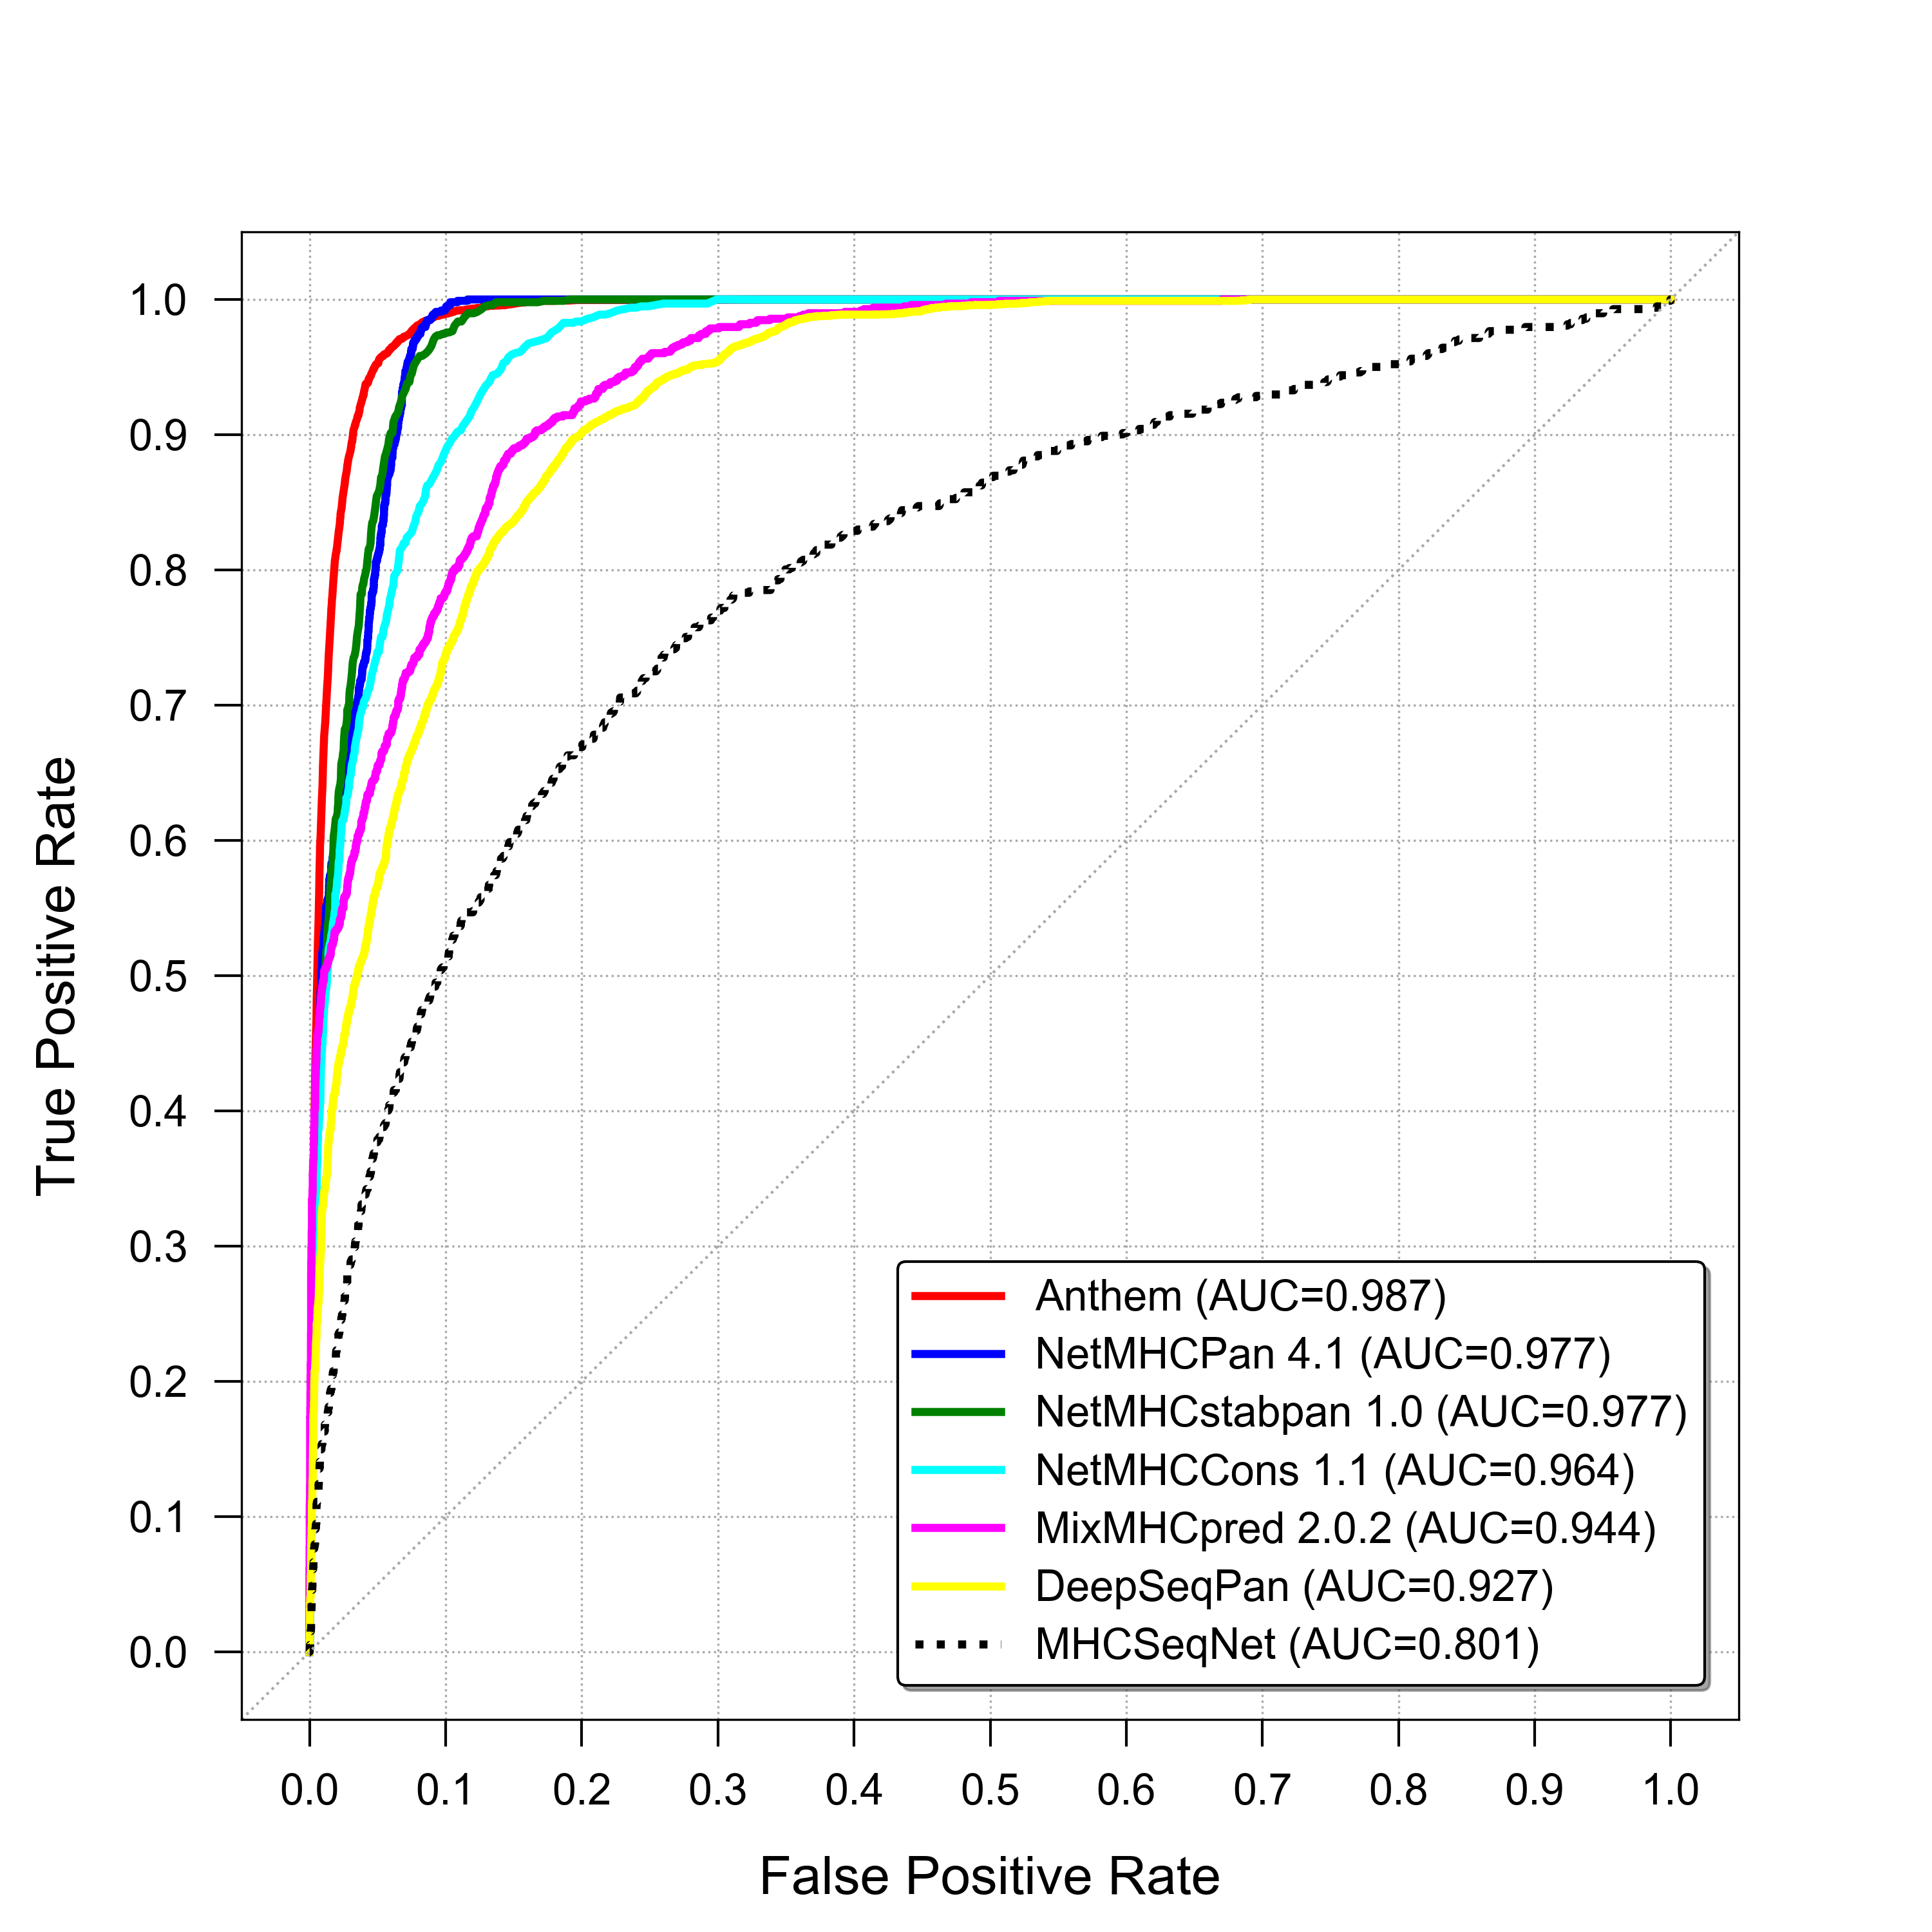 1.0
0.9
0.8
0.7
0.6
0.5
0.4
0.3
0.2
0.1
0.0
True Positive Rate
Anthem (AUC=0.987)
NetMHCPan 4.1 (AUC=0.977)
NetMHCstabpan 1.0 (AUC=0.977)
NetMHCCons 1.1 (AUC=0.964)
MixMHCpred 2.0.2 (AUC=0.944)
DeepSeqPan (AUC=0.927)
MHCSeqNet (AUC=0.801)
0.0 0.1 0.2 0.3 0.4 0.5 0.6 0.7 0.8 0.9 1.0
False Positive Rate